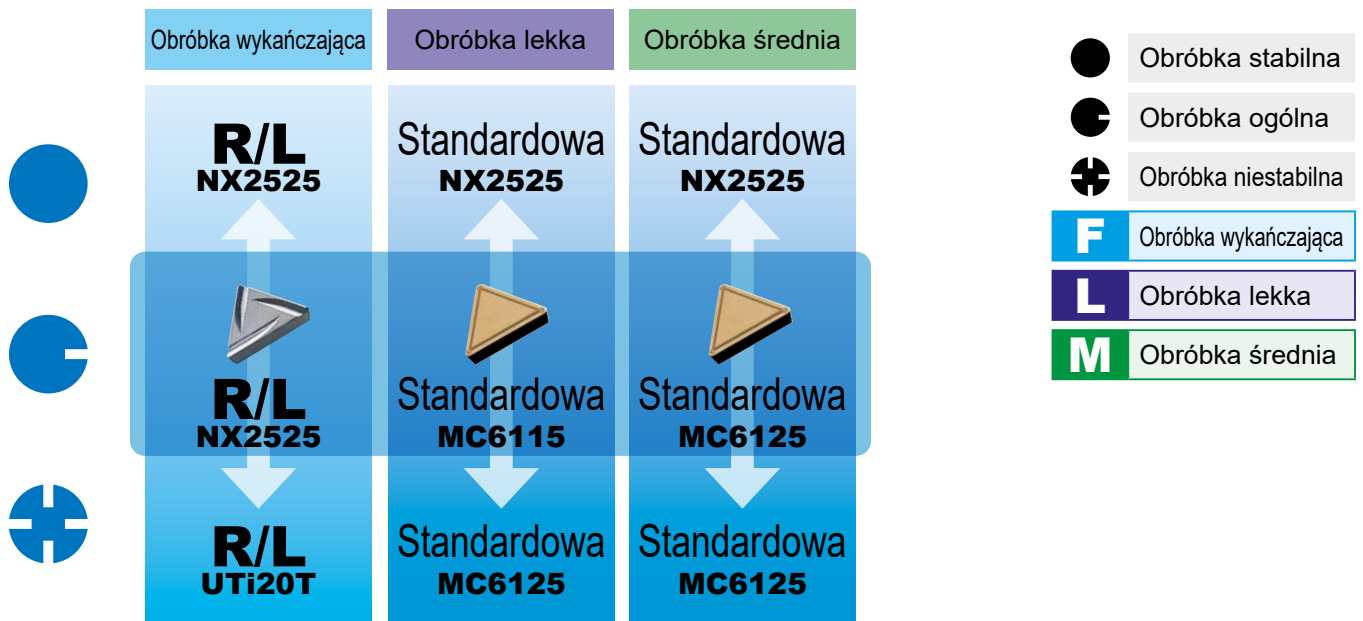 Obróbka wykańczająca
Obróbka lekka
Obróbka średnia
R/L
NX2525
Standardowa
NX2525
Standardowa
NX2525
R/L
NX2525
Standardowa
MC6115
Standardowa
MC6125
R/L
UTi20T
Standardowa
MC6125
Standardowa
MC6125
Obróbka stabilna
Obróbka ogólna
Obróbka niestabilna
F Obróbka wykańczająca
L Obróbka lekka
M Obróbka średnia